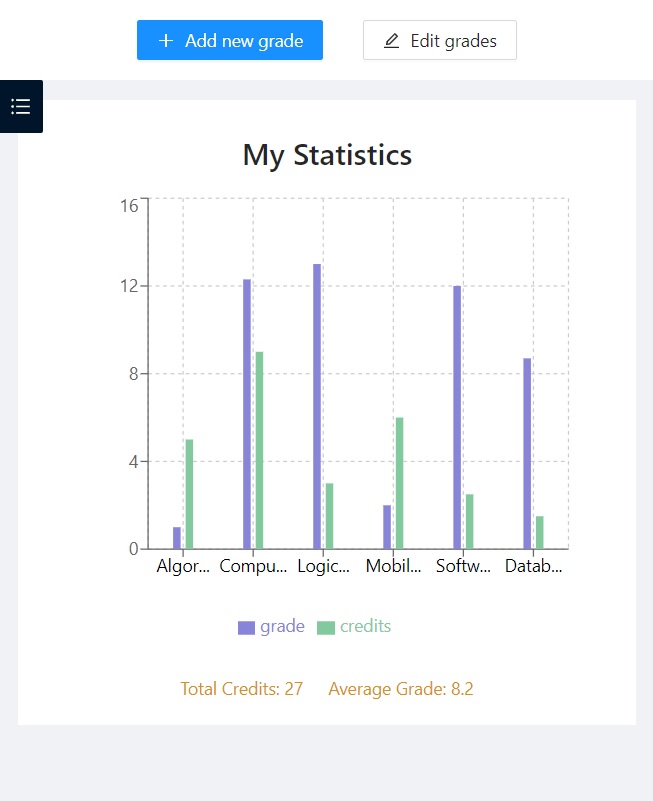 Add new grade Edit grades
My Statistics
16
12
8
4
0
Algor... Compu... Logic... Mobil... Softw... Datab...
grade credits
Total Credits: 27 Average Grade: 8.2